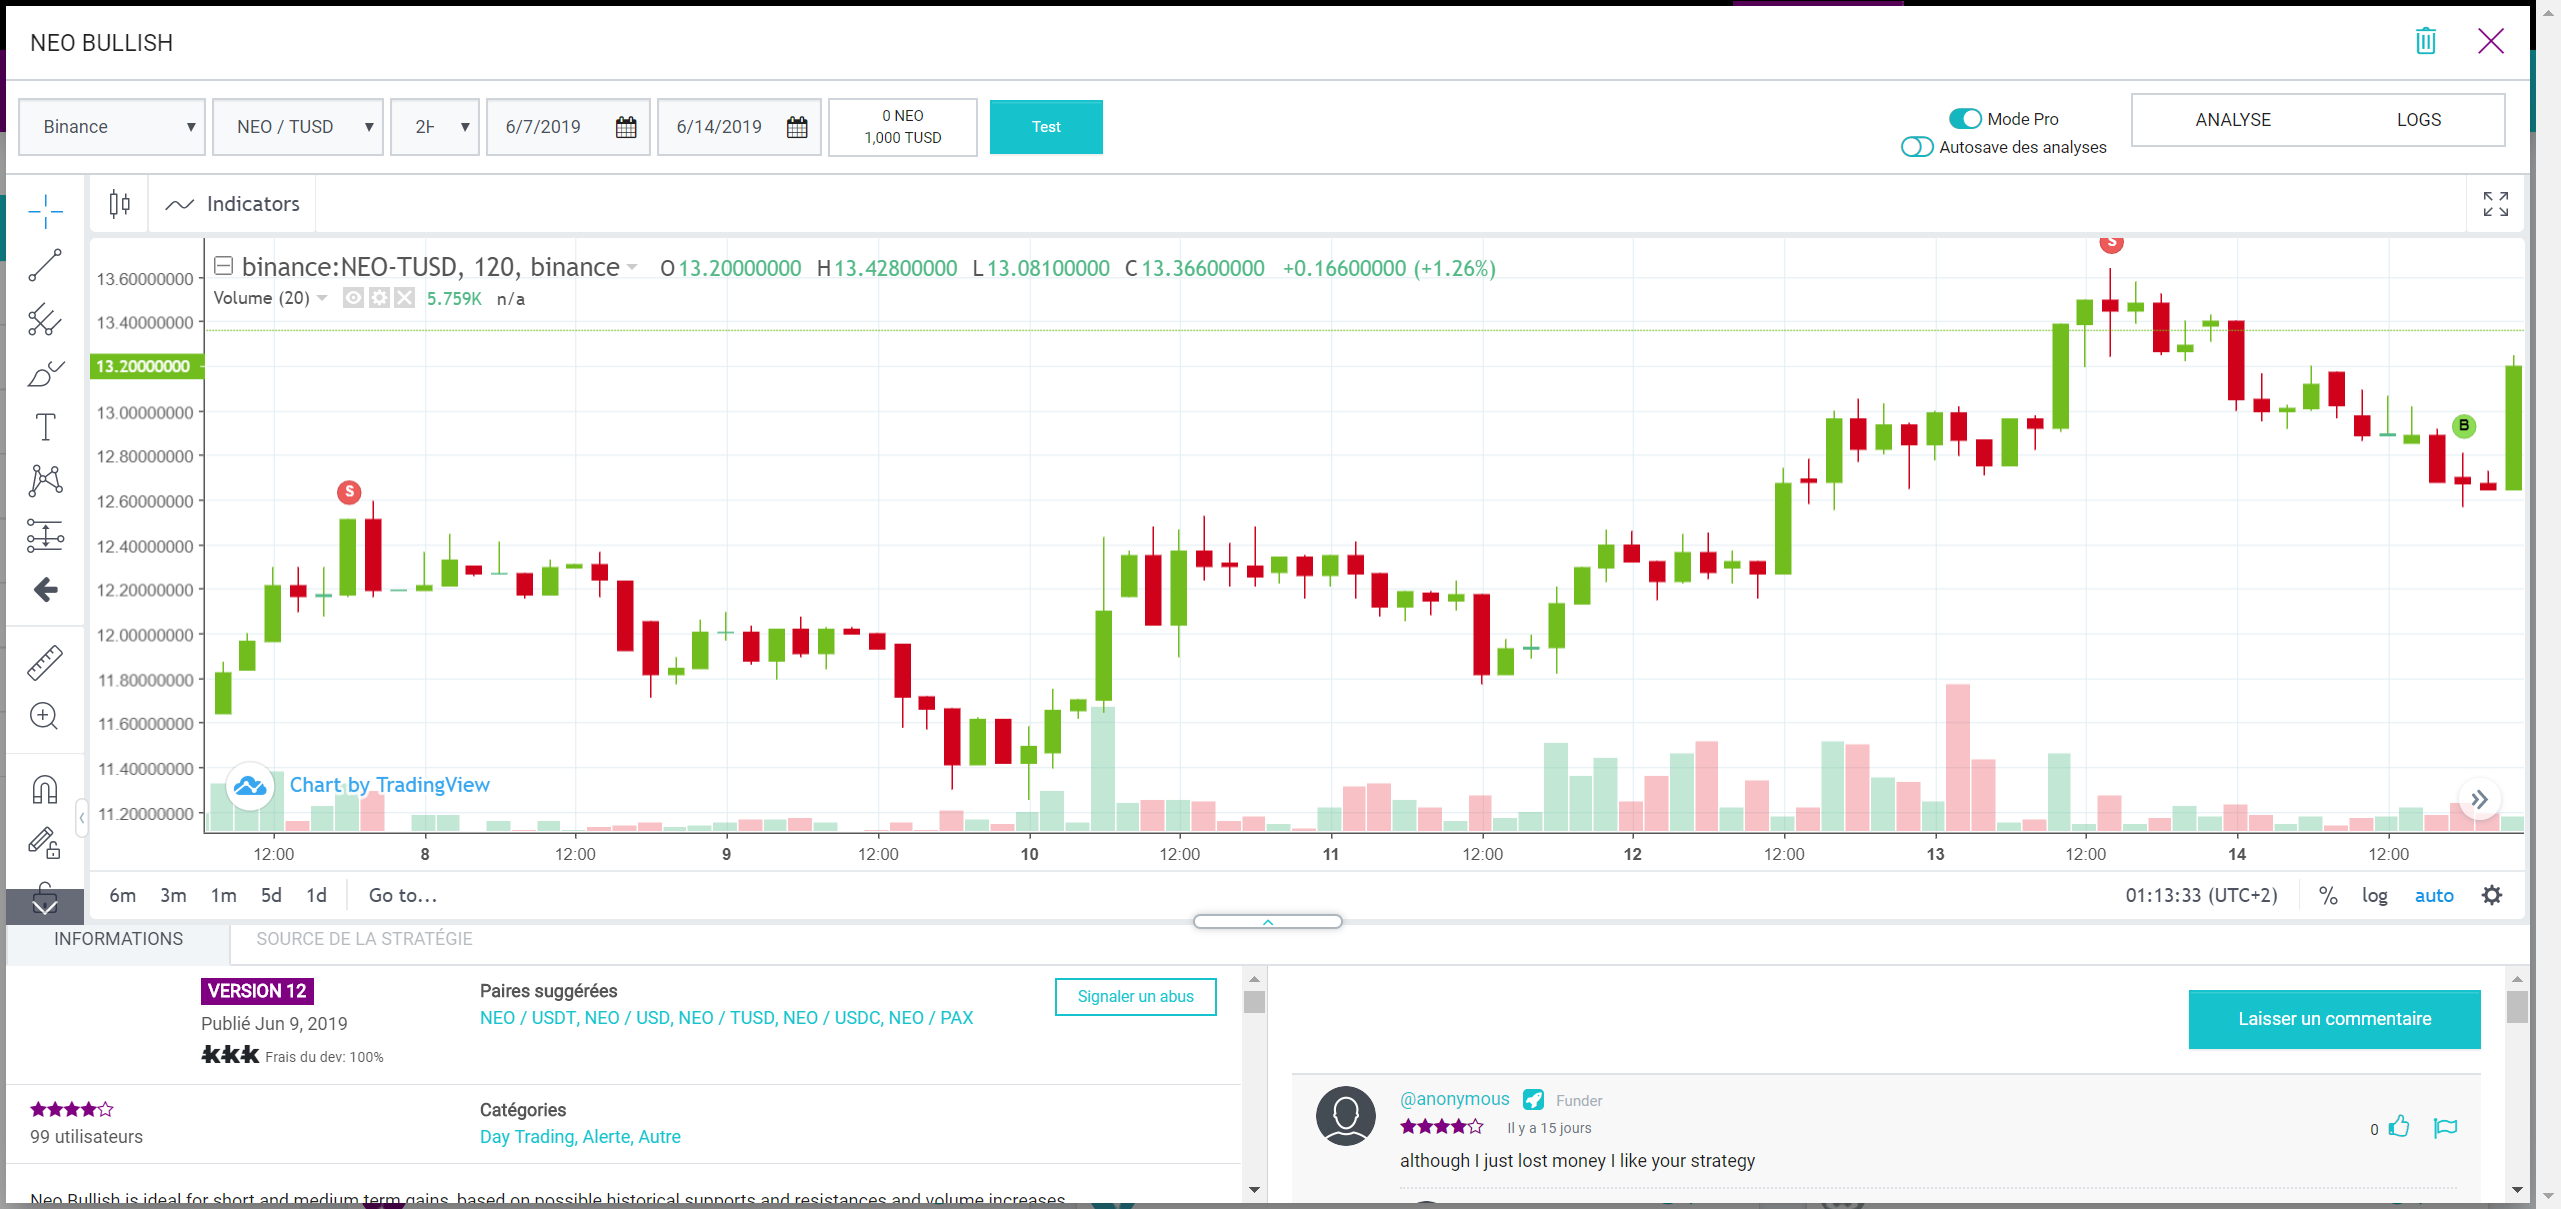 NEO BULLISH
Binance
NEO / TUSD
2H
6/7/2019
6/14/2019
0 NEO
1,000 TUSD
Test
Mode Pro
Autosave des analyses
ANALYSE
LOGS
Indicators
binance:NEO-TUSD, 120, binance O13.20000000 H13.42800000 L13.08100000 C13.36600000 +0.16600000 (+1.26%)
Volume (20) 5.759K n/a
13.60000000
13.40000000
13.20000000
13.00000000
12.80000000
12.60000000
12.40000000
12.20000000
12.00000000
11.80000000
11.60000000
11.40000000
11.20000000
S
S
B
Chart by TradingView
12:00 8 12:00 9 12:00 10 12:00 11 12:00 12 12:00 13 12:00 14 12:00
6m 3m 1m 5d 1d Go to...
01:13:33 (UTC+2) % log auto
INFORMATIONS
SOURCE DE LA STRATÉGIE
VERSION 12
Publié Jun 9, 2019
Frais du dev: 100%
Paires suggérées
NEO / USDT, NEO / USD, NEO / TUSD, NEO / USDC, NEO / PAX
Signaler un abus
99 utilisateurs
Catégories
Day Trading, Alerte, Autre
Neo Bullish is ideal for short and medium term gains, based on possible historical supports and resistances and volume increases
Laisser un commentaire
@anonymous Funder
Il y a 15 jours
0
although I just lost money I like your strategy